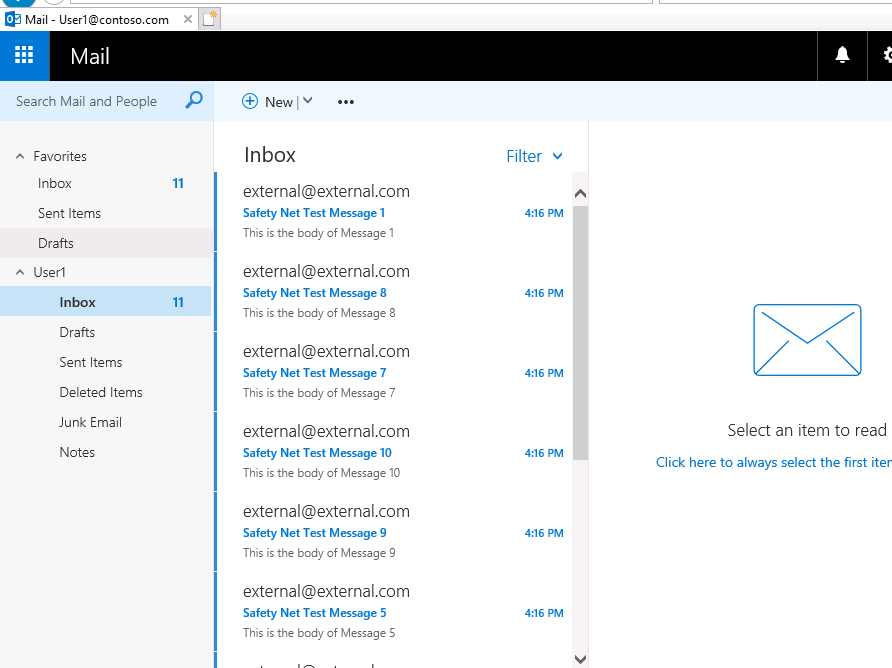 Mail - User1@contoso.com
Mail
Search Mail and People
New
Favorites
Inbox 11
Sent Items
Drafts
User1
Inbox 11
Drafts
Sent Items
Deleted Items
Junk Email
Notes
Inbox
Filter
external@external.com
Safety Net Test Message 1 4:16 PM
This is the body of Message 1
external@external.com
Safety Net Test Message 8 4:16 PM
This is the body of Message 8
external@external.com
Safety Net Test Message 7 4:16 PM
This is the body of Message 7
external@external.com
Safety Net Test Message 10 4:16 PM
This is the body of Message 10
external@external.com
Safety Net Test Message 9 4:16 PM
This is the body of Message 9
external@external.com
Safety Net Test Message 5 4:16 PM
This is the body of Message 5
Select an item to read
Click here to always select the first